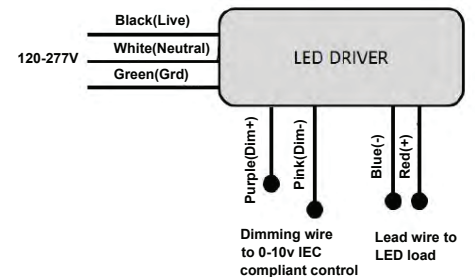 Black(Live)
White(Neutral)
120-277V
Green(Grd)
LED DRIVER
Purple(Dim+)
Pink(Dim-)
Blue(-)
Red(+)
Dimming wire
to 0-10v IEC
compliant control
Lead wire to
LED load